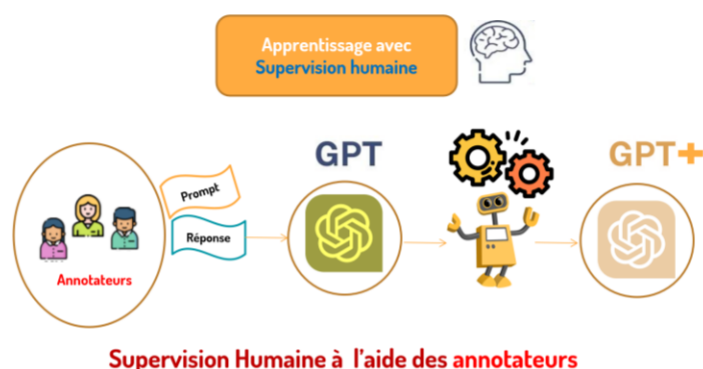 Apprentissage avec
Supervision humaine
GPT
GPT+
Prompt
Réponse
Annotateurs
Supervision Humaine à l'aide des annotateurs